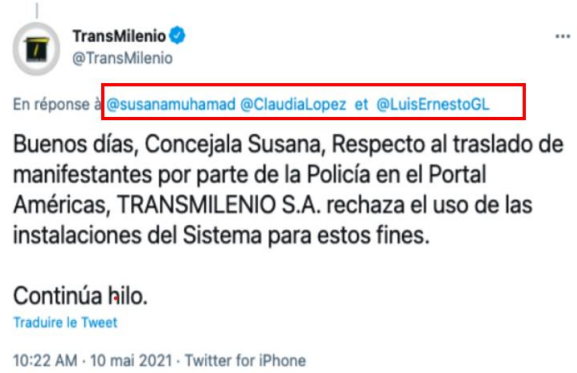 TransMilenio
@TransMilenio
En réponse à @susanamuhamad @ClaudiaLopez et @LuisErnestoGL
Buenos días, Concejala Susana, Respecto al traslado de
manifestantes por parte de la Policía en el Portal
Américas, TRANSMILENIO S.A. rechaza el uso de las
instalaciones del Sistema para estos fines.
Continúa hilo.
Traduire le Tweet
10:22 AM · 10 mai 2021 · Twitter for iPhone